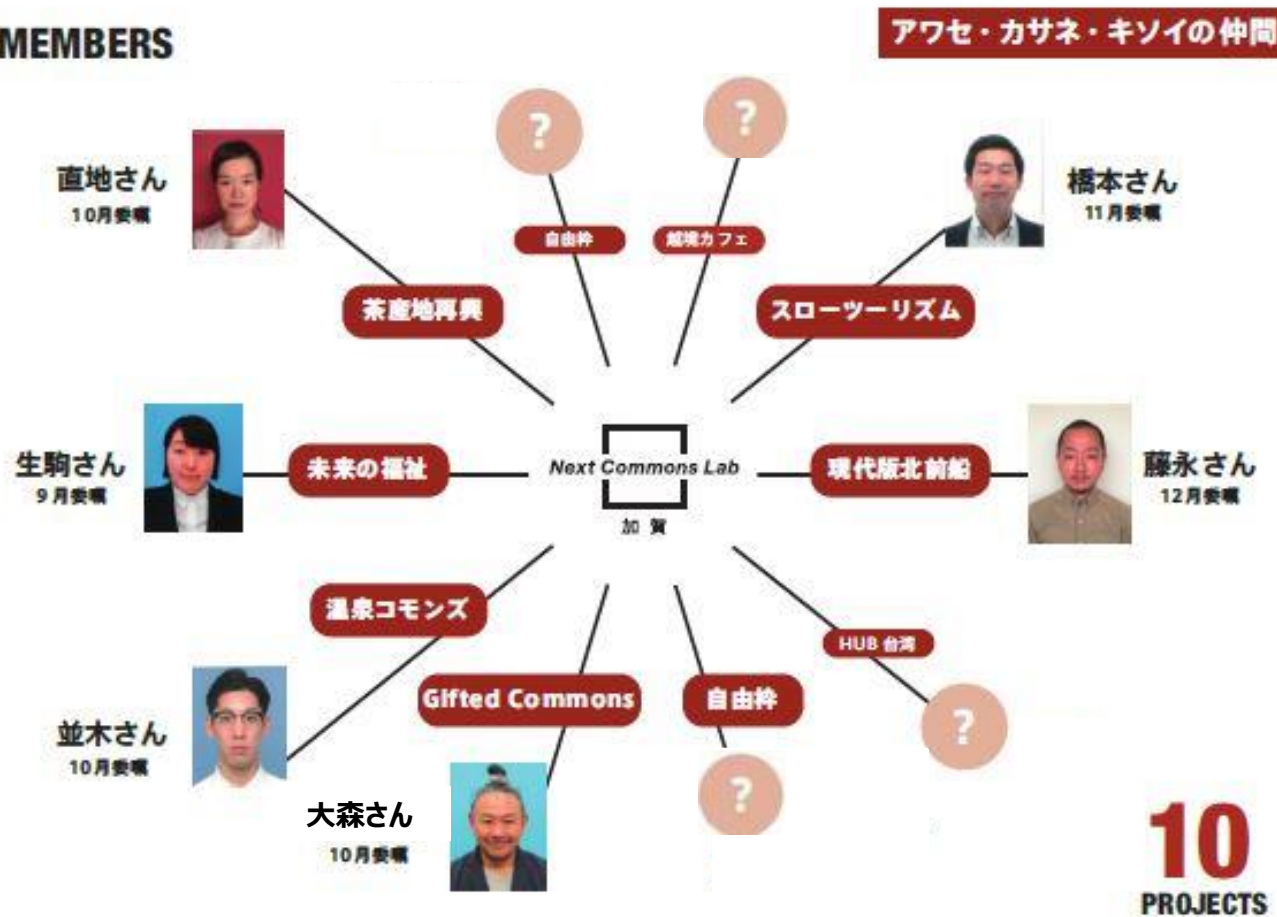 MEMBERS
アワセ・カサネ・キソイの仲間
?
?
直地さん
10月委嘱
橋本さん
11月委嘱
自由枠
越境カフェ
茶産地再興
スローツーリズム
生駒さん
9月委嘱
未来の福祉
Next Commons Lab
加賀
現代版北前船
藤永さん
12月委嘱
温泉コモンズ
HUB 台湾
Gifted Commons
自由枠
?
並木さん
10月委嘱
?
大森さん
10月委嘱
10
PROJECTS